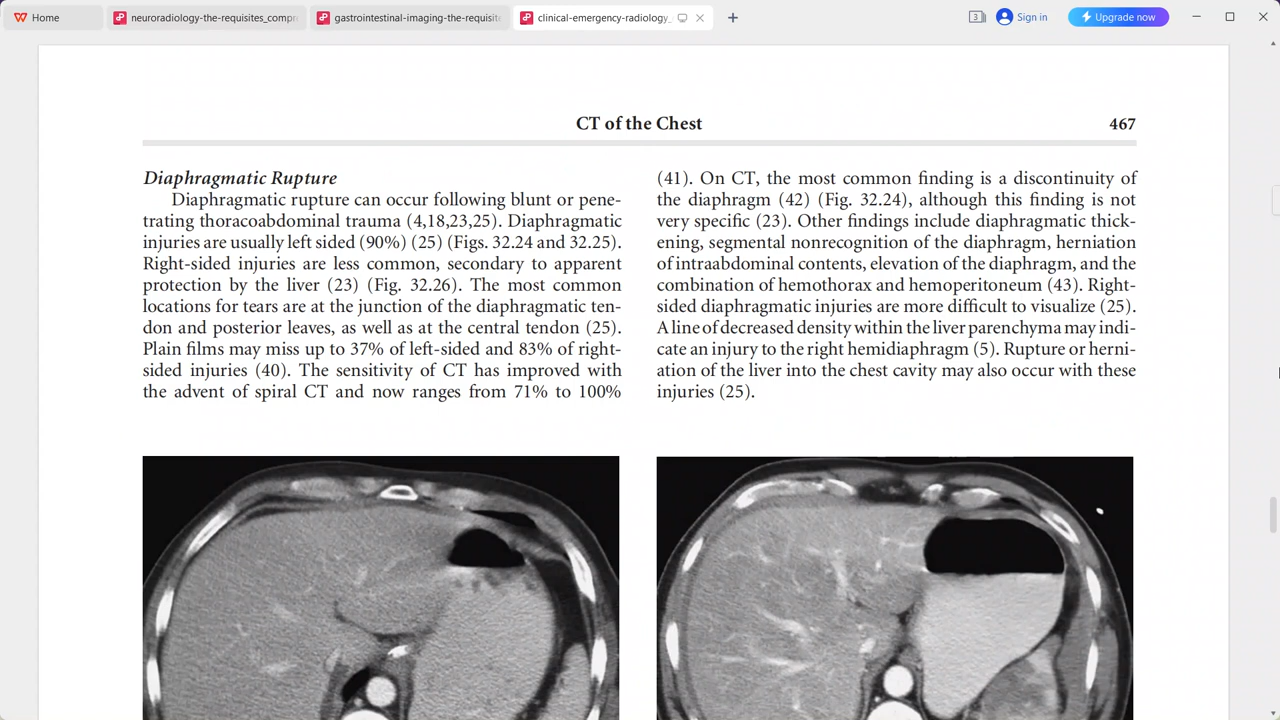 Home
neuroradiology-the-requisites_compr
gastrointestinal-imaging-the-requisite
clinical-emergency-radiology_
3
Sign in
Upgrade now
CT of the Chest
467
Diaphragmatic Rupture
Diaphragmatic rupture can occur following blunt or pene-
trating thoracoabdominal trauma (4,18,23,25). Diaphragmatic
injuries are usually left sided (90%) (25) (Figs. 32.24 and 32.25).
Right-sided injuries are less common, secondary to apparent
protection by the liver (23) (Fig. 32.26). The most common
locations for tears are at the junction of the diaphragmatic ten-
don and posterior leaves, as well as at the central tendon (25).
Plain films may miss up to 37% of left-sided and 83% of right-
sided injuries (40). The sensitivity of CT has improved with
the advent of spiral CT and now ranges from 71% to 100%
(41). On CT, the most common finding is a discontinuity of
the diaphragm (42) (Fig. 32.24), although this finding is not
very specific (23). Other findings include diaphragmatic thick-
ening, segmental nonrecognition of the diaphragm, herniation
of intraabdominal contents, elevation of the diaphragm, and the
combination of hemothorax and hemoperitoneum (43). Right-
sided diaphragmatic injuries are more difficult to visualize (25).
A line of decreased density within the liver parenchyma may indi-
cate an injury to the right hemidiaphragm (5). Rupture or herni-
ation of the liver into the chest cavity may also occur with these
injuries (25).